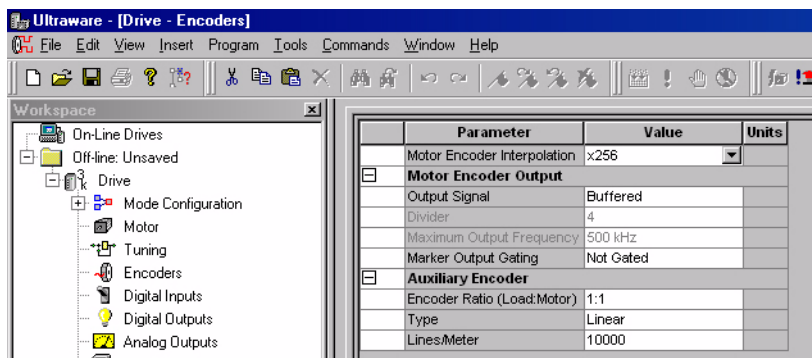 Ultraware - [Drive - Encoders]
File Edit View Insert Program Tools Commands Window Help
Workspace
On-Line Drives
Off-line: Unsaved
Drive
Mode Configuration
Motor
Tuning
Encoders
Digital Inputs
Digital Outputs
Analog Outputs
Parameter Value Units
Motor Encoder Interpolation x256
Motor Encoder Output
Output Signal Buffered
Divider 4
Maximum Output Frequency 500 kHz
Marker Output Gating Not Gated
Auxiliary Encoder
Encoder Ratio (Load:Motor) 1:1
Type Linear
Lines/Meter 10000